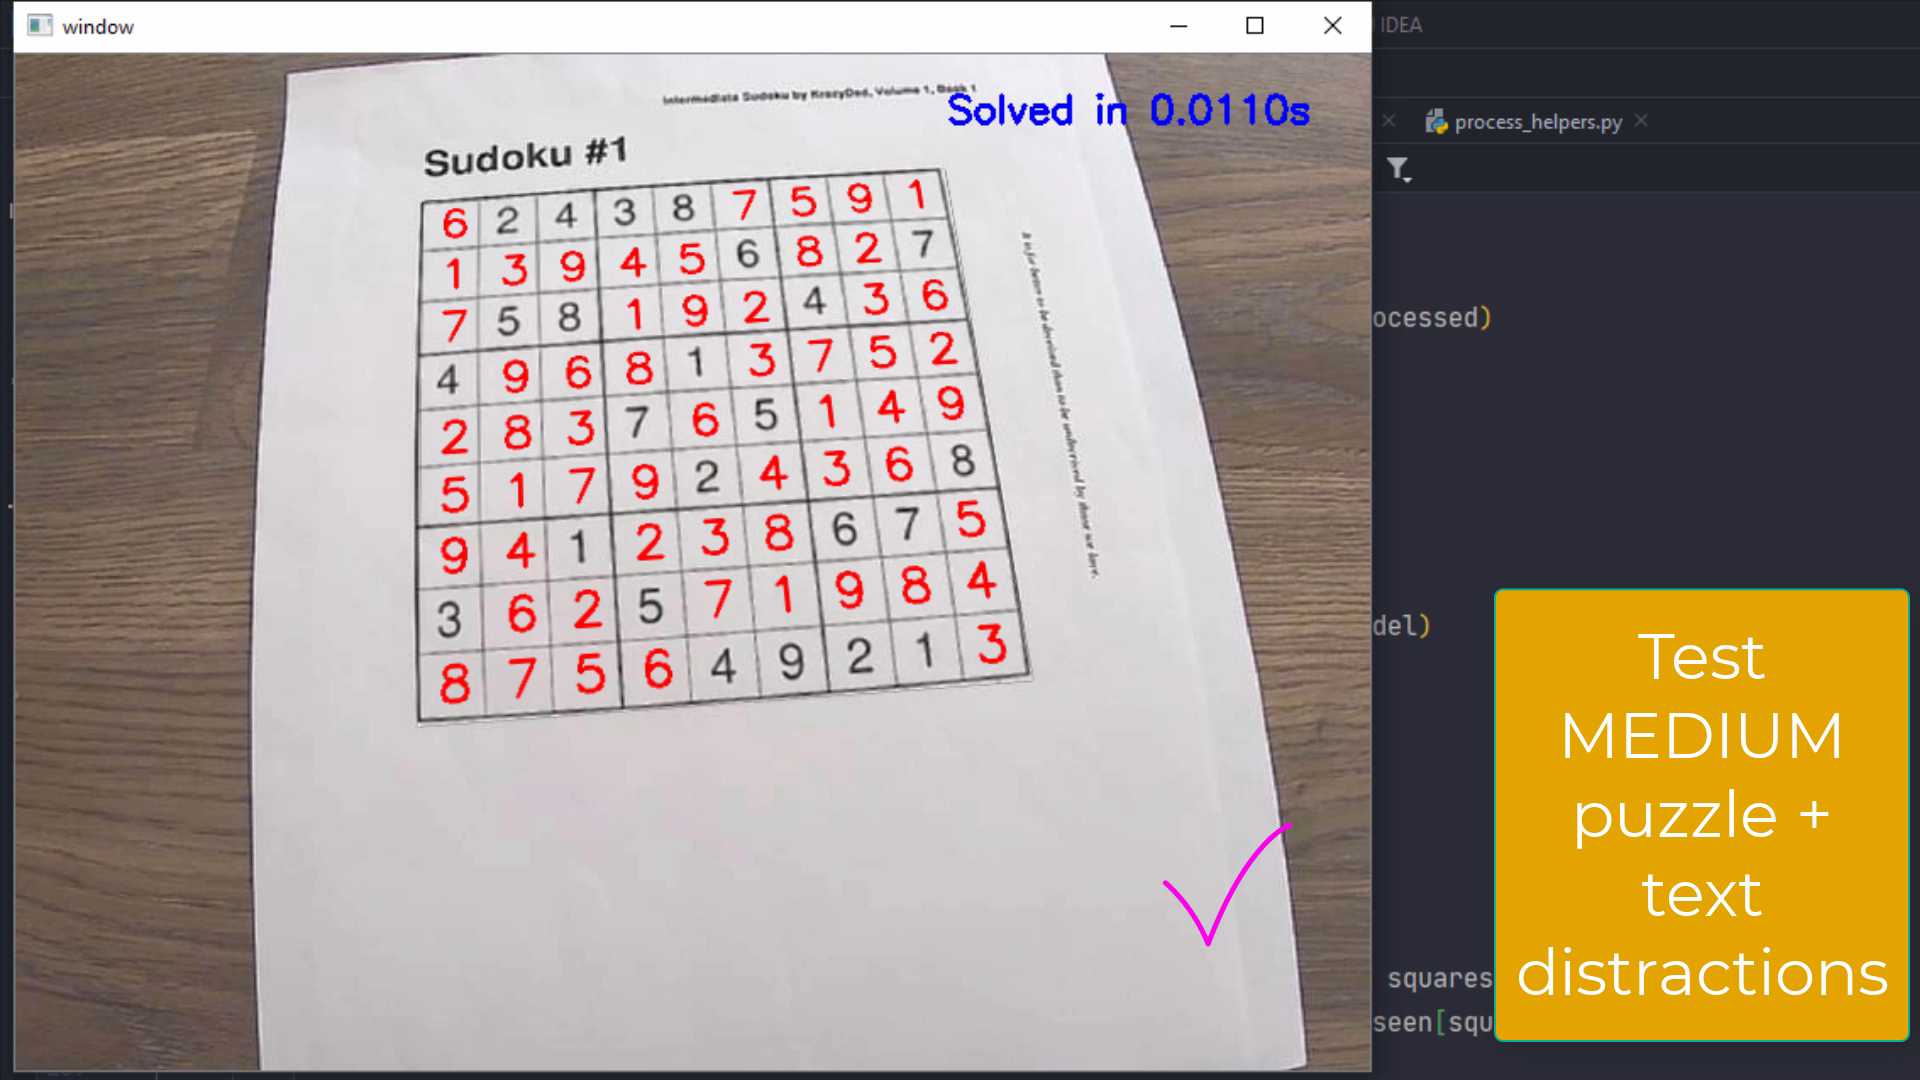 window
IDEA
process_helpers.py
Intermediate Sudoku by KrazyDad, Volume 1, Book 1
Solved in 0.0110s
Sudoku #1
6 2 4 3 8 7 5 9 1
1 3 9 4 5 6 8 2 7
7 5 8 1 9 2 4 3 6
4 9 6 8 1 3 7 5 2
2 8 3 7 6 5 1 4 9
5 1 7 9 2 4 3 6 8
9 4 1 2 3 8 6 7 5
3 6 2 5 7 1 9 8 4
8 7 5 6 4 9 2 1 3
It is far better to be deceived than to be undeceived by those we love.
ocessed)
del)
squares
seen[squ
Test
MEDIUM
puzzle +
text
distractions